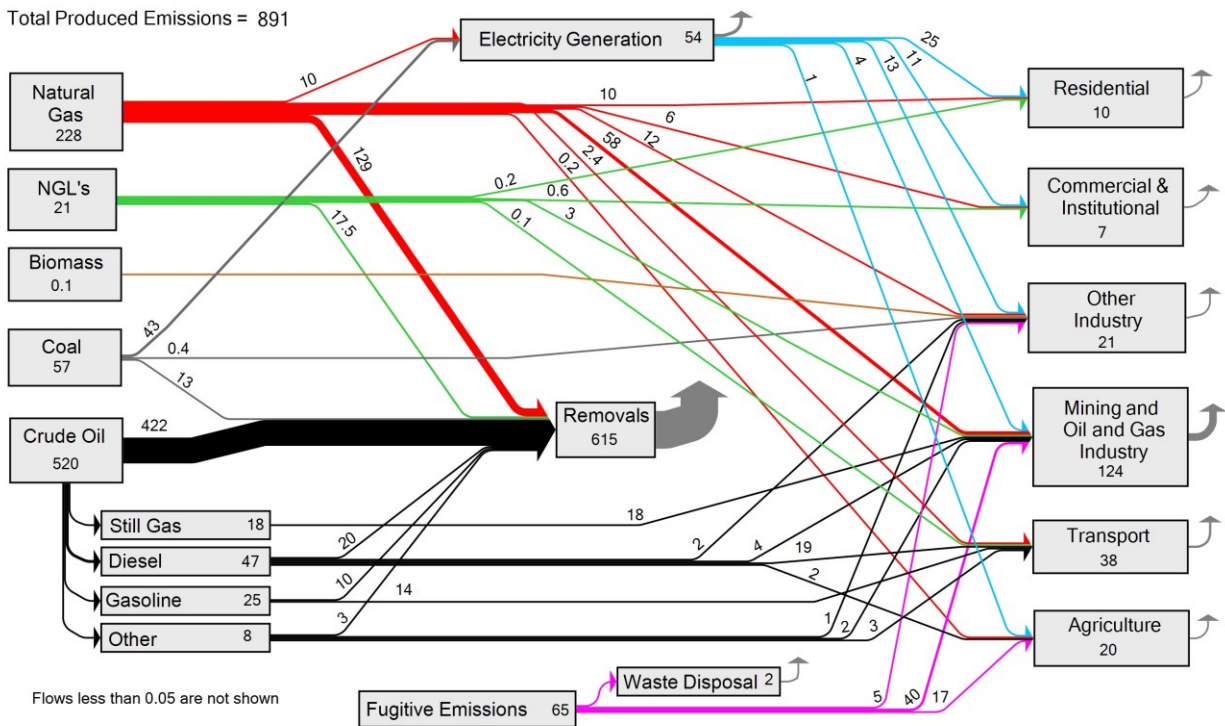 Total Produced Emissions = 891
Electricity Generation 54
Natural
Gas
228
NGL's
21
Biomass
0.1
Coal
57
Crude Oil
520
Still Gas 18
Diesel 47
Gasoline 25
Other 8
Removals
615
Fugitive Emissions 65
Waste Disposal 2
Residential
10
Commercial &
Institutional
7
Other
Industry
21
Mining and
Oil and Gas
Industry
124
Transport
38
Agriculture
20
10
129
17.5
43
0.4
13
422
20
10
3
25
4
13
11
1
10
6
12
58
2.4
0.2
0.2
0.6
3
0.1
18
2
4
19
2
14
1
2
3
5
40
17
Flows less than 0.05 are not shown